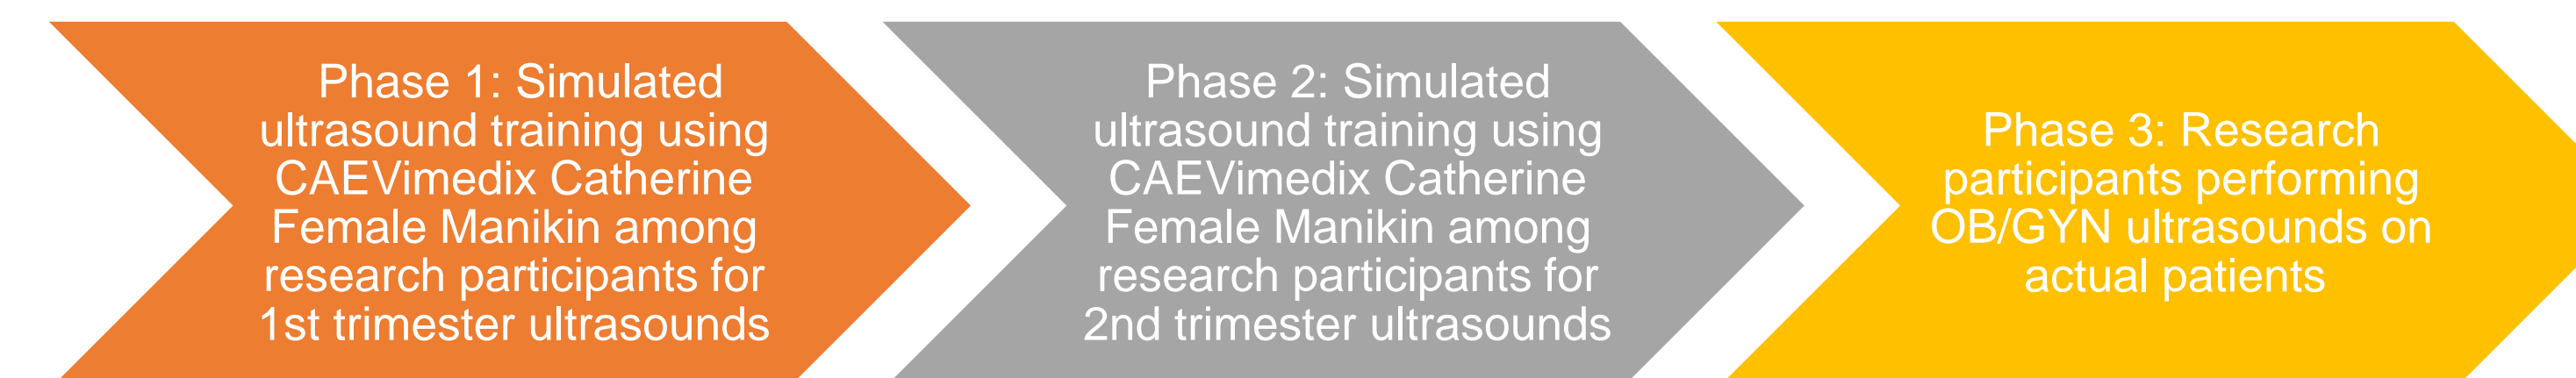 Phase 1: Simulated
ultrasound training using
CAEVimedix Catherine
Female Manikin among
research participants for
1st trimester ultrasounds
Phase 2: Simulated
ultrasound training using
CAEVimedix Catherine
Female Manikin among
research participants for
2nd trimester ultrasounds
Phase 3: Research
participants performing
OB/GYN ultrasounds on
actual patients